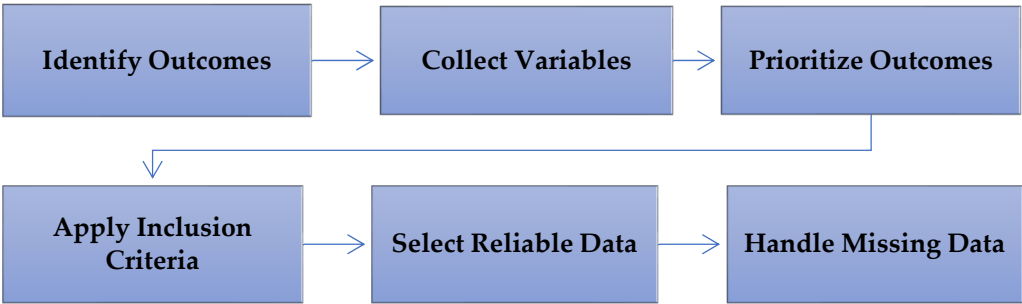 Identify Outcomes
Collect Variables
Prioritize Outcomes
Apply Inclusion
Criteria
Select Reliable Data
Handle Missing Data